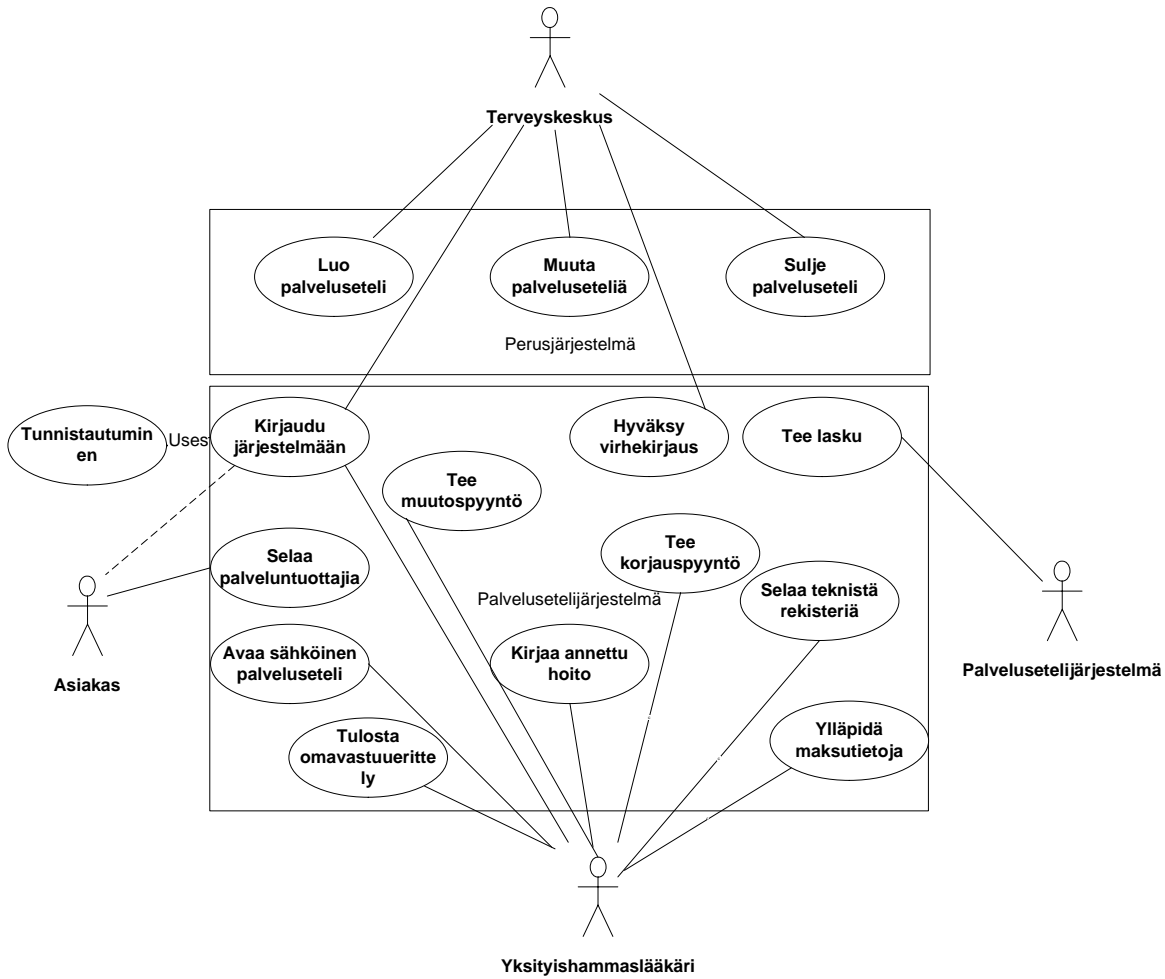 Terveyskeskus
Luo
palveluseteli
Muuta
palveluseteliä
Sulje
palveluseteli
Perusjärjestelmä
Tunnistautumin
en
Usest
Kirjaudu
järjestelmään
Hyväksy
virhekirjaus
Tee lasku
Tee
muutospyyntö
Tee
korjauspyyntö
Selaa
palveluntuottajia
Palvelusetelijärjestelmä
Selaa teknistä
rekisteriä
Asiakas
Avaa sähköinen
palveluseteli
Kirjaa annettu
hoito
Palvelusetelijärjestelmä
Tulosta
omavastuueritte
ly
Ylläpidä
maksutietoja
Yksityishammaslääkäri